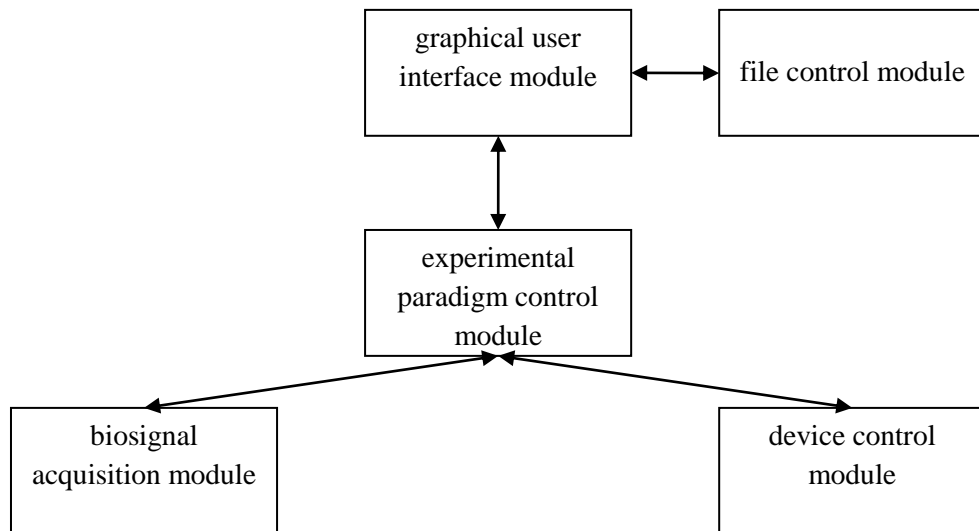 graphical user
interface module
file control module
experimental
paradigm control
module
biosignal
acquisition module
device control
module